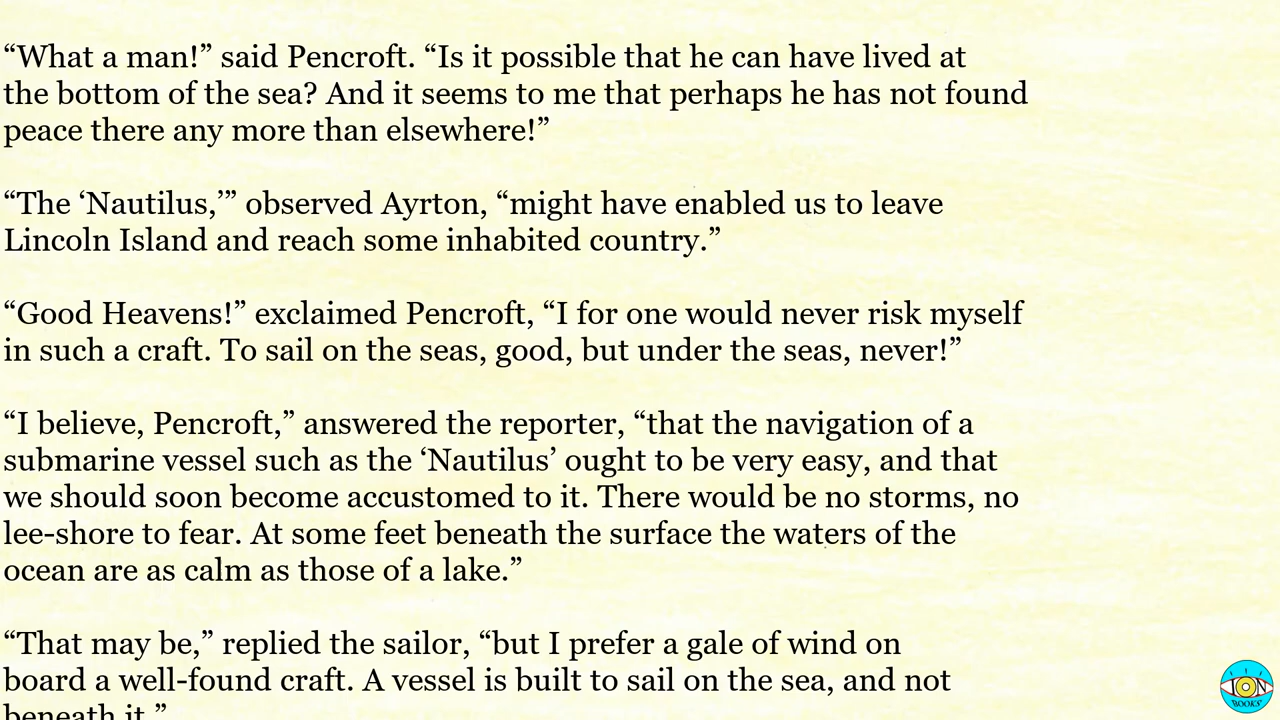 “What a man!” said Pencroft. “Is it possible that he can have lived at
the bottom of the sea? And it seems to me that perhaps he has not found
peace there any more than elsewhere!”
“The ‘Nautilus,’” observed Ayrton, “might have enabled us to leave
Lincoln Island and reach some inhabited country.”
“Good Heavens!” exclaimed Pencroft, “I for one would never risk myself
in such a craft. To sail on the seas, good, but under the seas, never!”
“I believe, Pencroft,” answered the reporter, “that the navigation of a
submarine vessel such as the ‘Nautilus’ ought to be very easy, and that
we should soon become accustomed to it. There would be no storms, no
lee-shore to fear. At some feet beneath the surface the waters of the
ocean are as calm as those of a lake.”
“That may be,” replied the sailor, “but I prefer a gale of wind on
board a well-found craft. A vessel is built to sail on the sea, and not
beneath it.”
ION
BOOKS